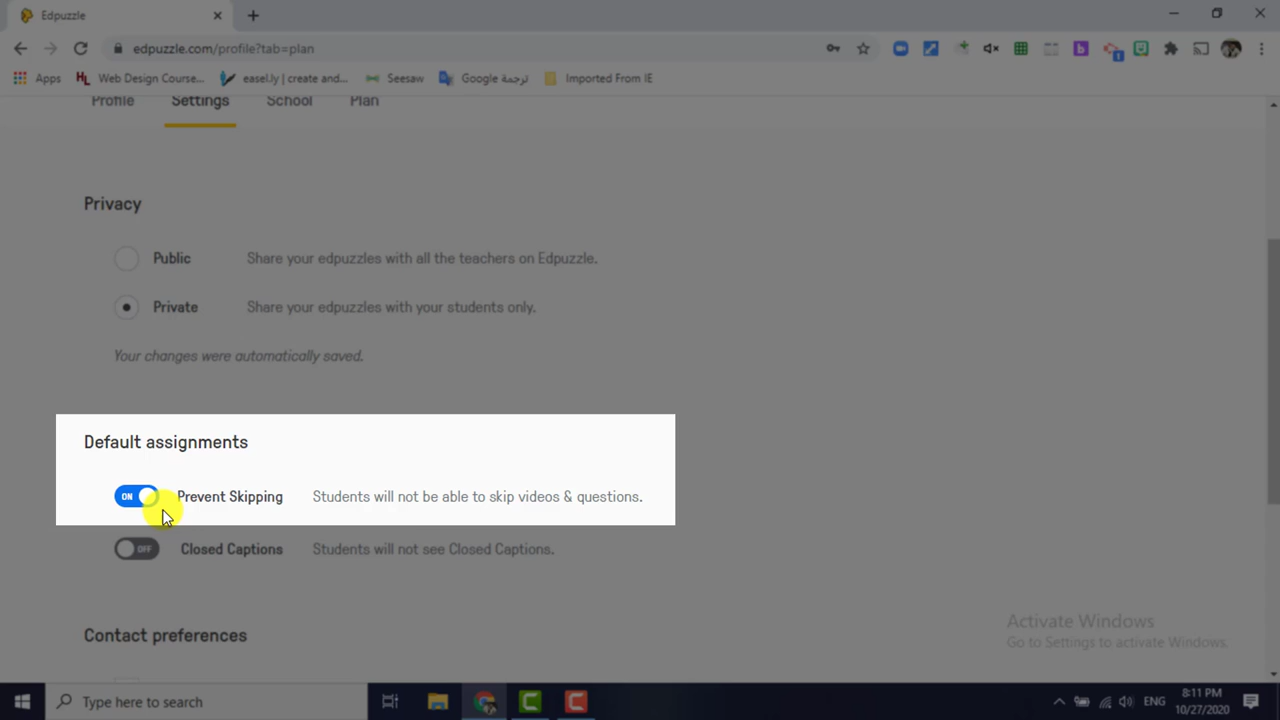 Edpuzzle
edpuzzle.com/profile?tab=plan
Apps
Web Design Course...
easel.ly | create and...
Seesaw
ترجمة Google
Imported From IE
Profile
Settings
School
Plan
Privacy
Public Share your edpuzzles with all the teachers on Edpuzzle.
Private Share your edpuzzles with your students only.
Your changes were automatically saved.
Default assignments
ON Prevent Skipping Students will not be able to skip videos & questions.
OFF Closed Captions Students will not see Closed Captions.
Contact preferences
Activate Windows
Go to Settings to activate Windows.
Type here to search
ENG
8:11 PM
10/27/2020